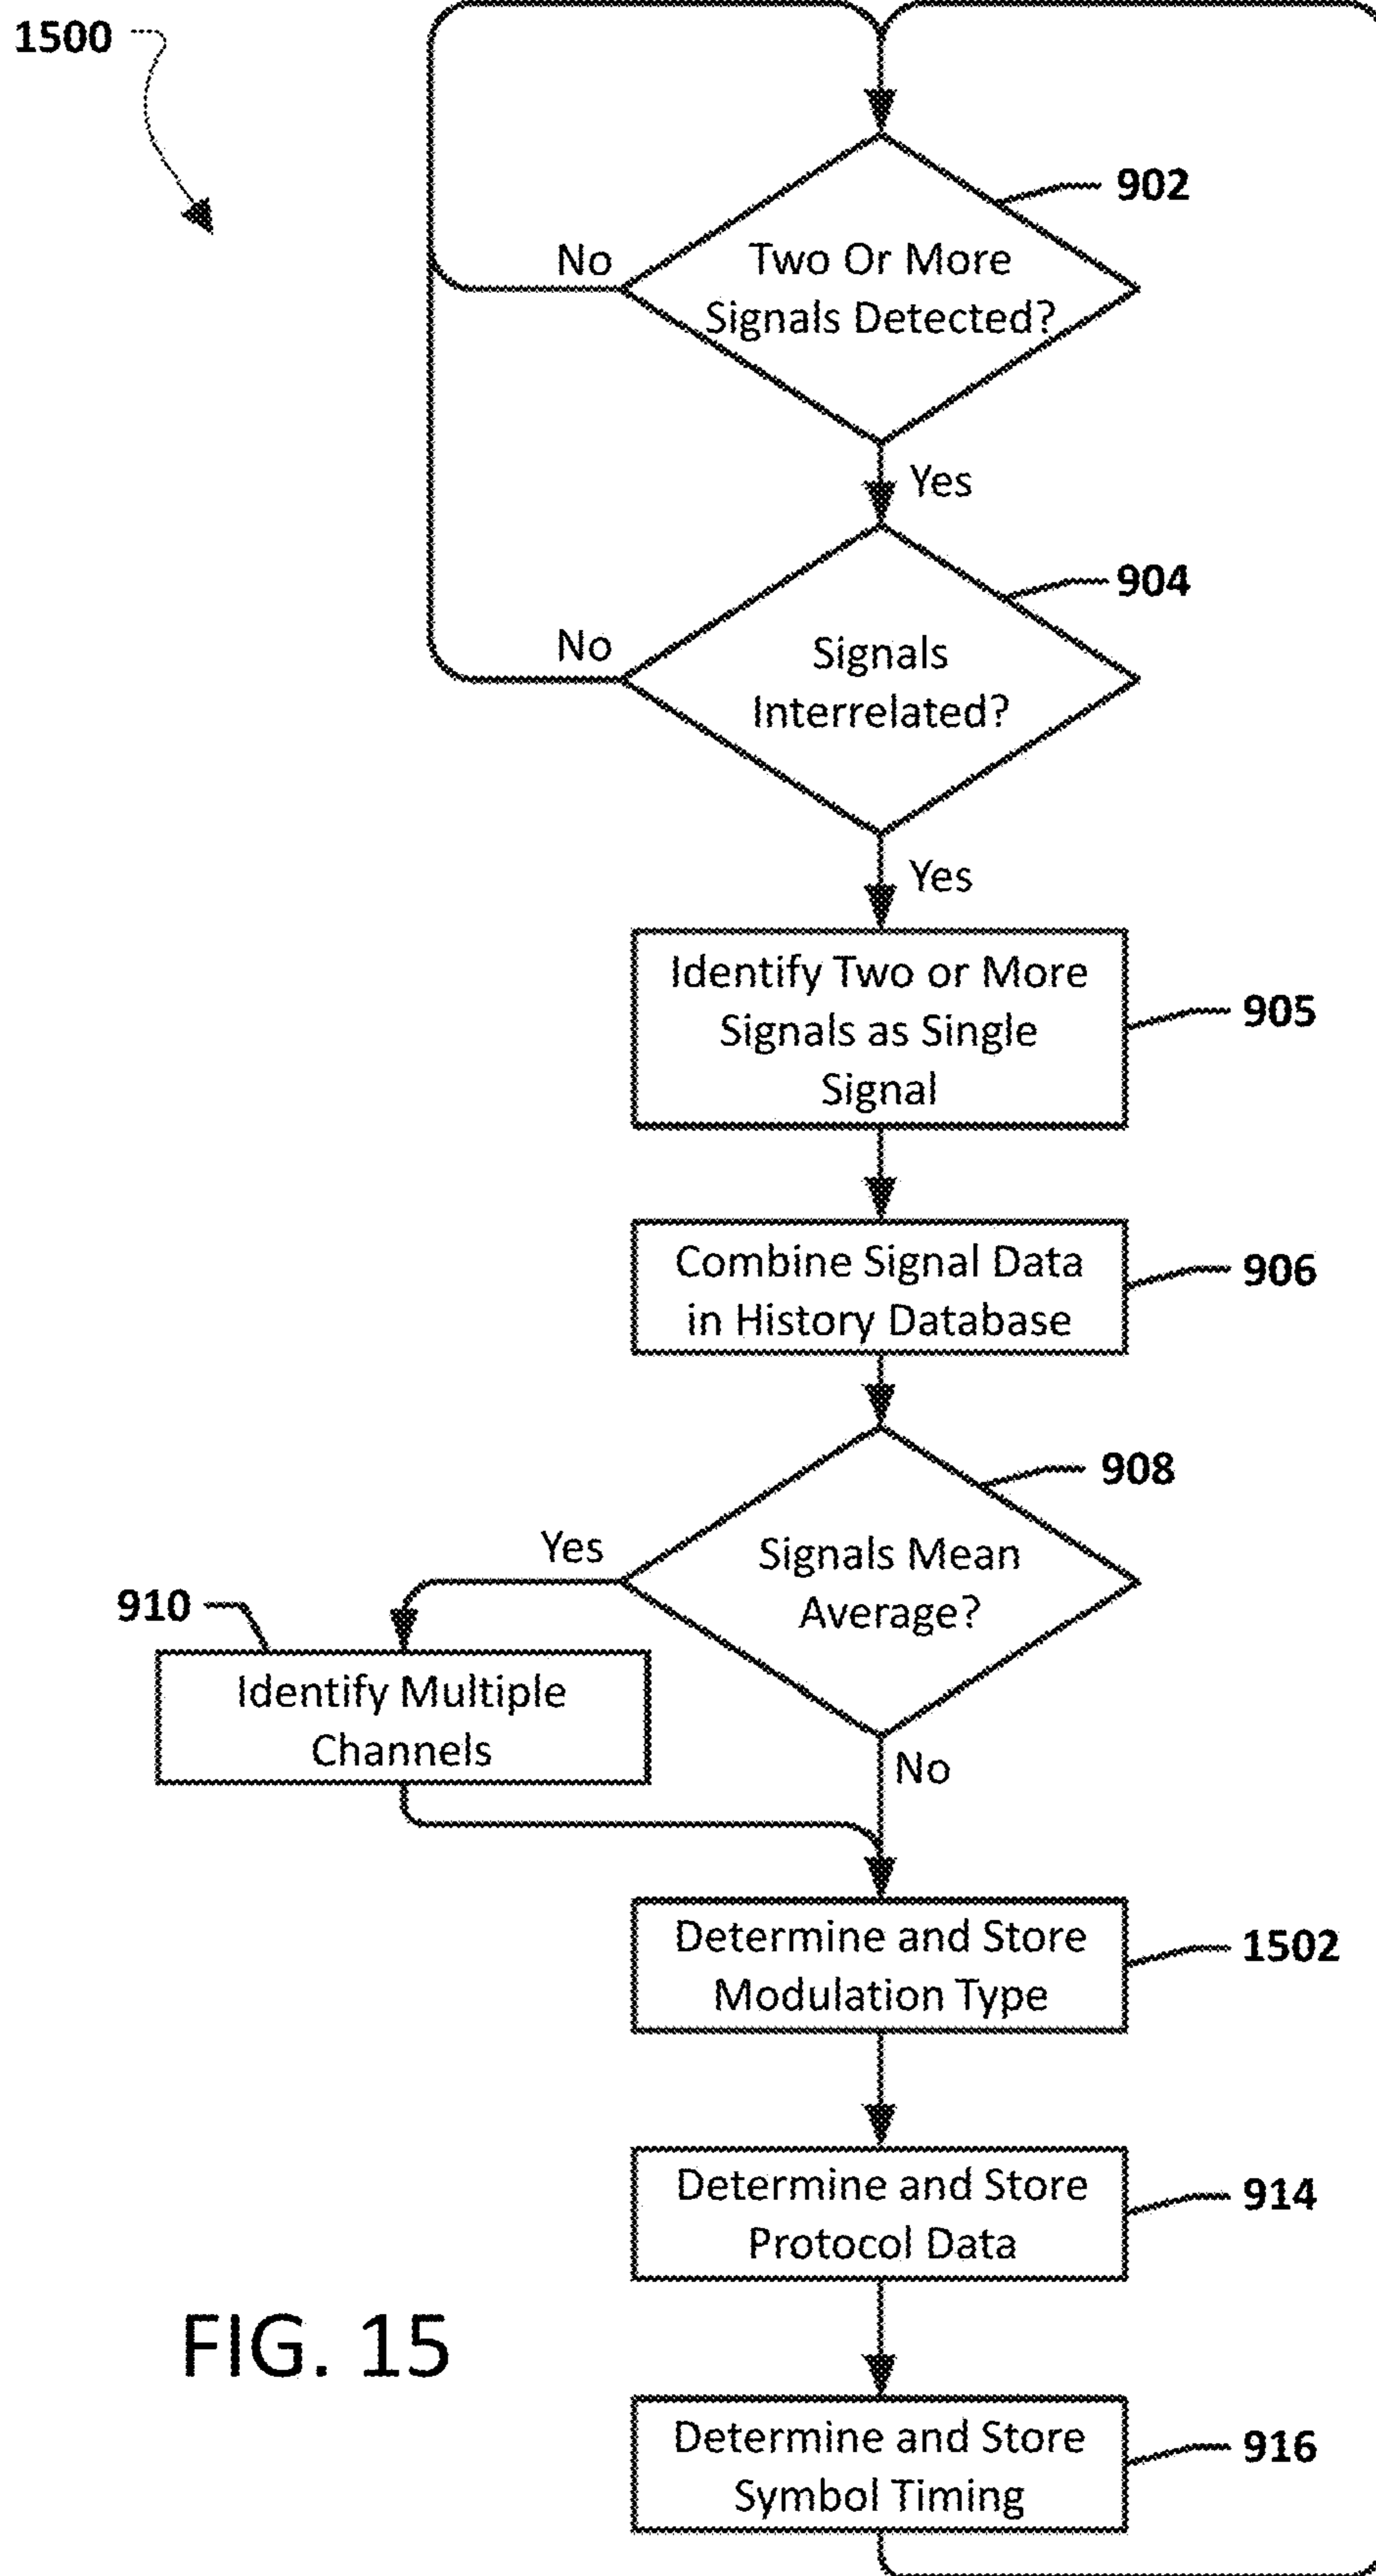 1500
902
No
Two Or More
Signals Detected?
Yes
904
No
Signals
Interrelated?
Yes
Identify Two or More
Signals as Single
Signal
905
Combine Signal Data
in History Database
906
908
Yes
Signals Mean
Average?
910
Identify Multiple
Channels
No
Determine and Store
Modulation Type
1502
Determine and Store
Protocol Data
914
FIG. 15
Determine and Store
Symbol Timing
916